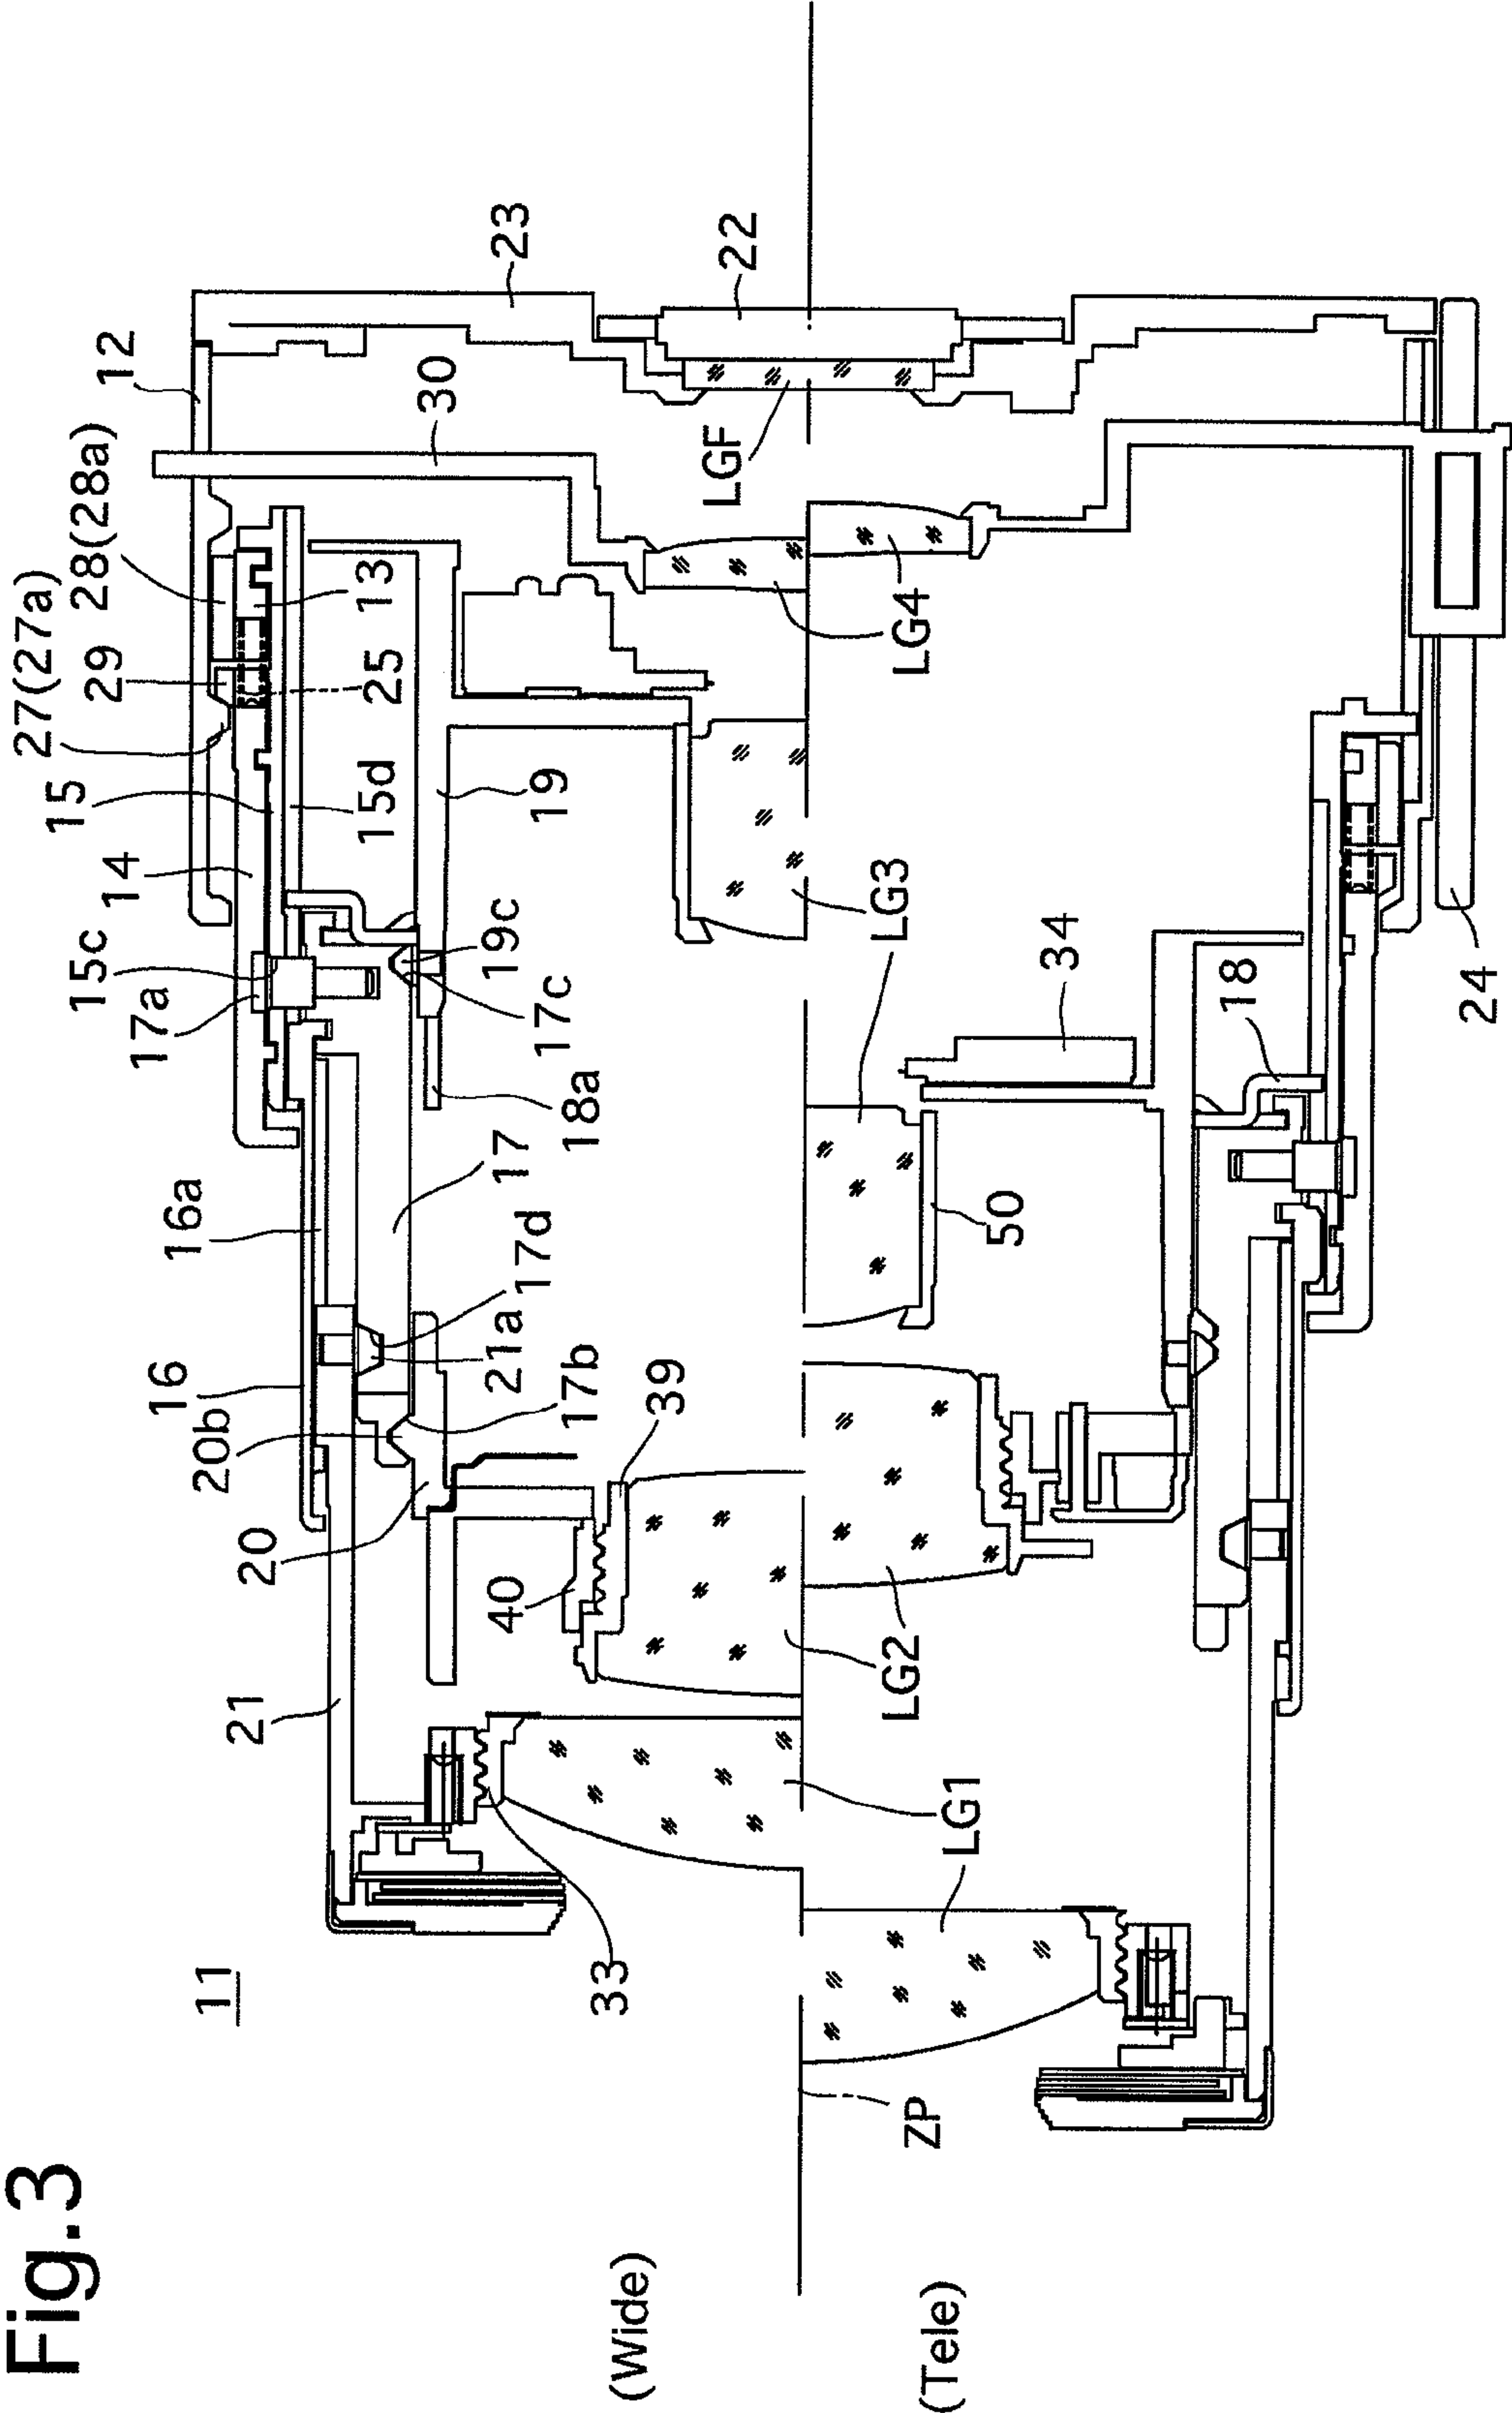 Fig.3
11
(Wide)
(Tele)
12
23
22
30
28(28a)
27(27a)
29
13
25
15
15d
14
15c
17a
19
19c
17c
18a
17
16a
17d
16
21a
17b
20b
39
20
40
21
33
LGF
LG4
LG3
34
18
24
50
LG2
LG1
ZP